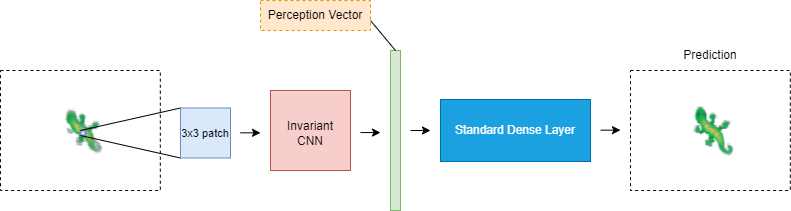 Perception Vector
Prediction
3x3 patch
Invariant
CNN
Standard Dense Layer